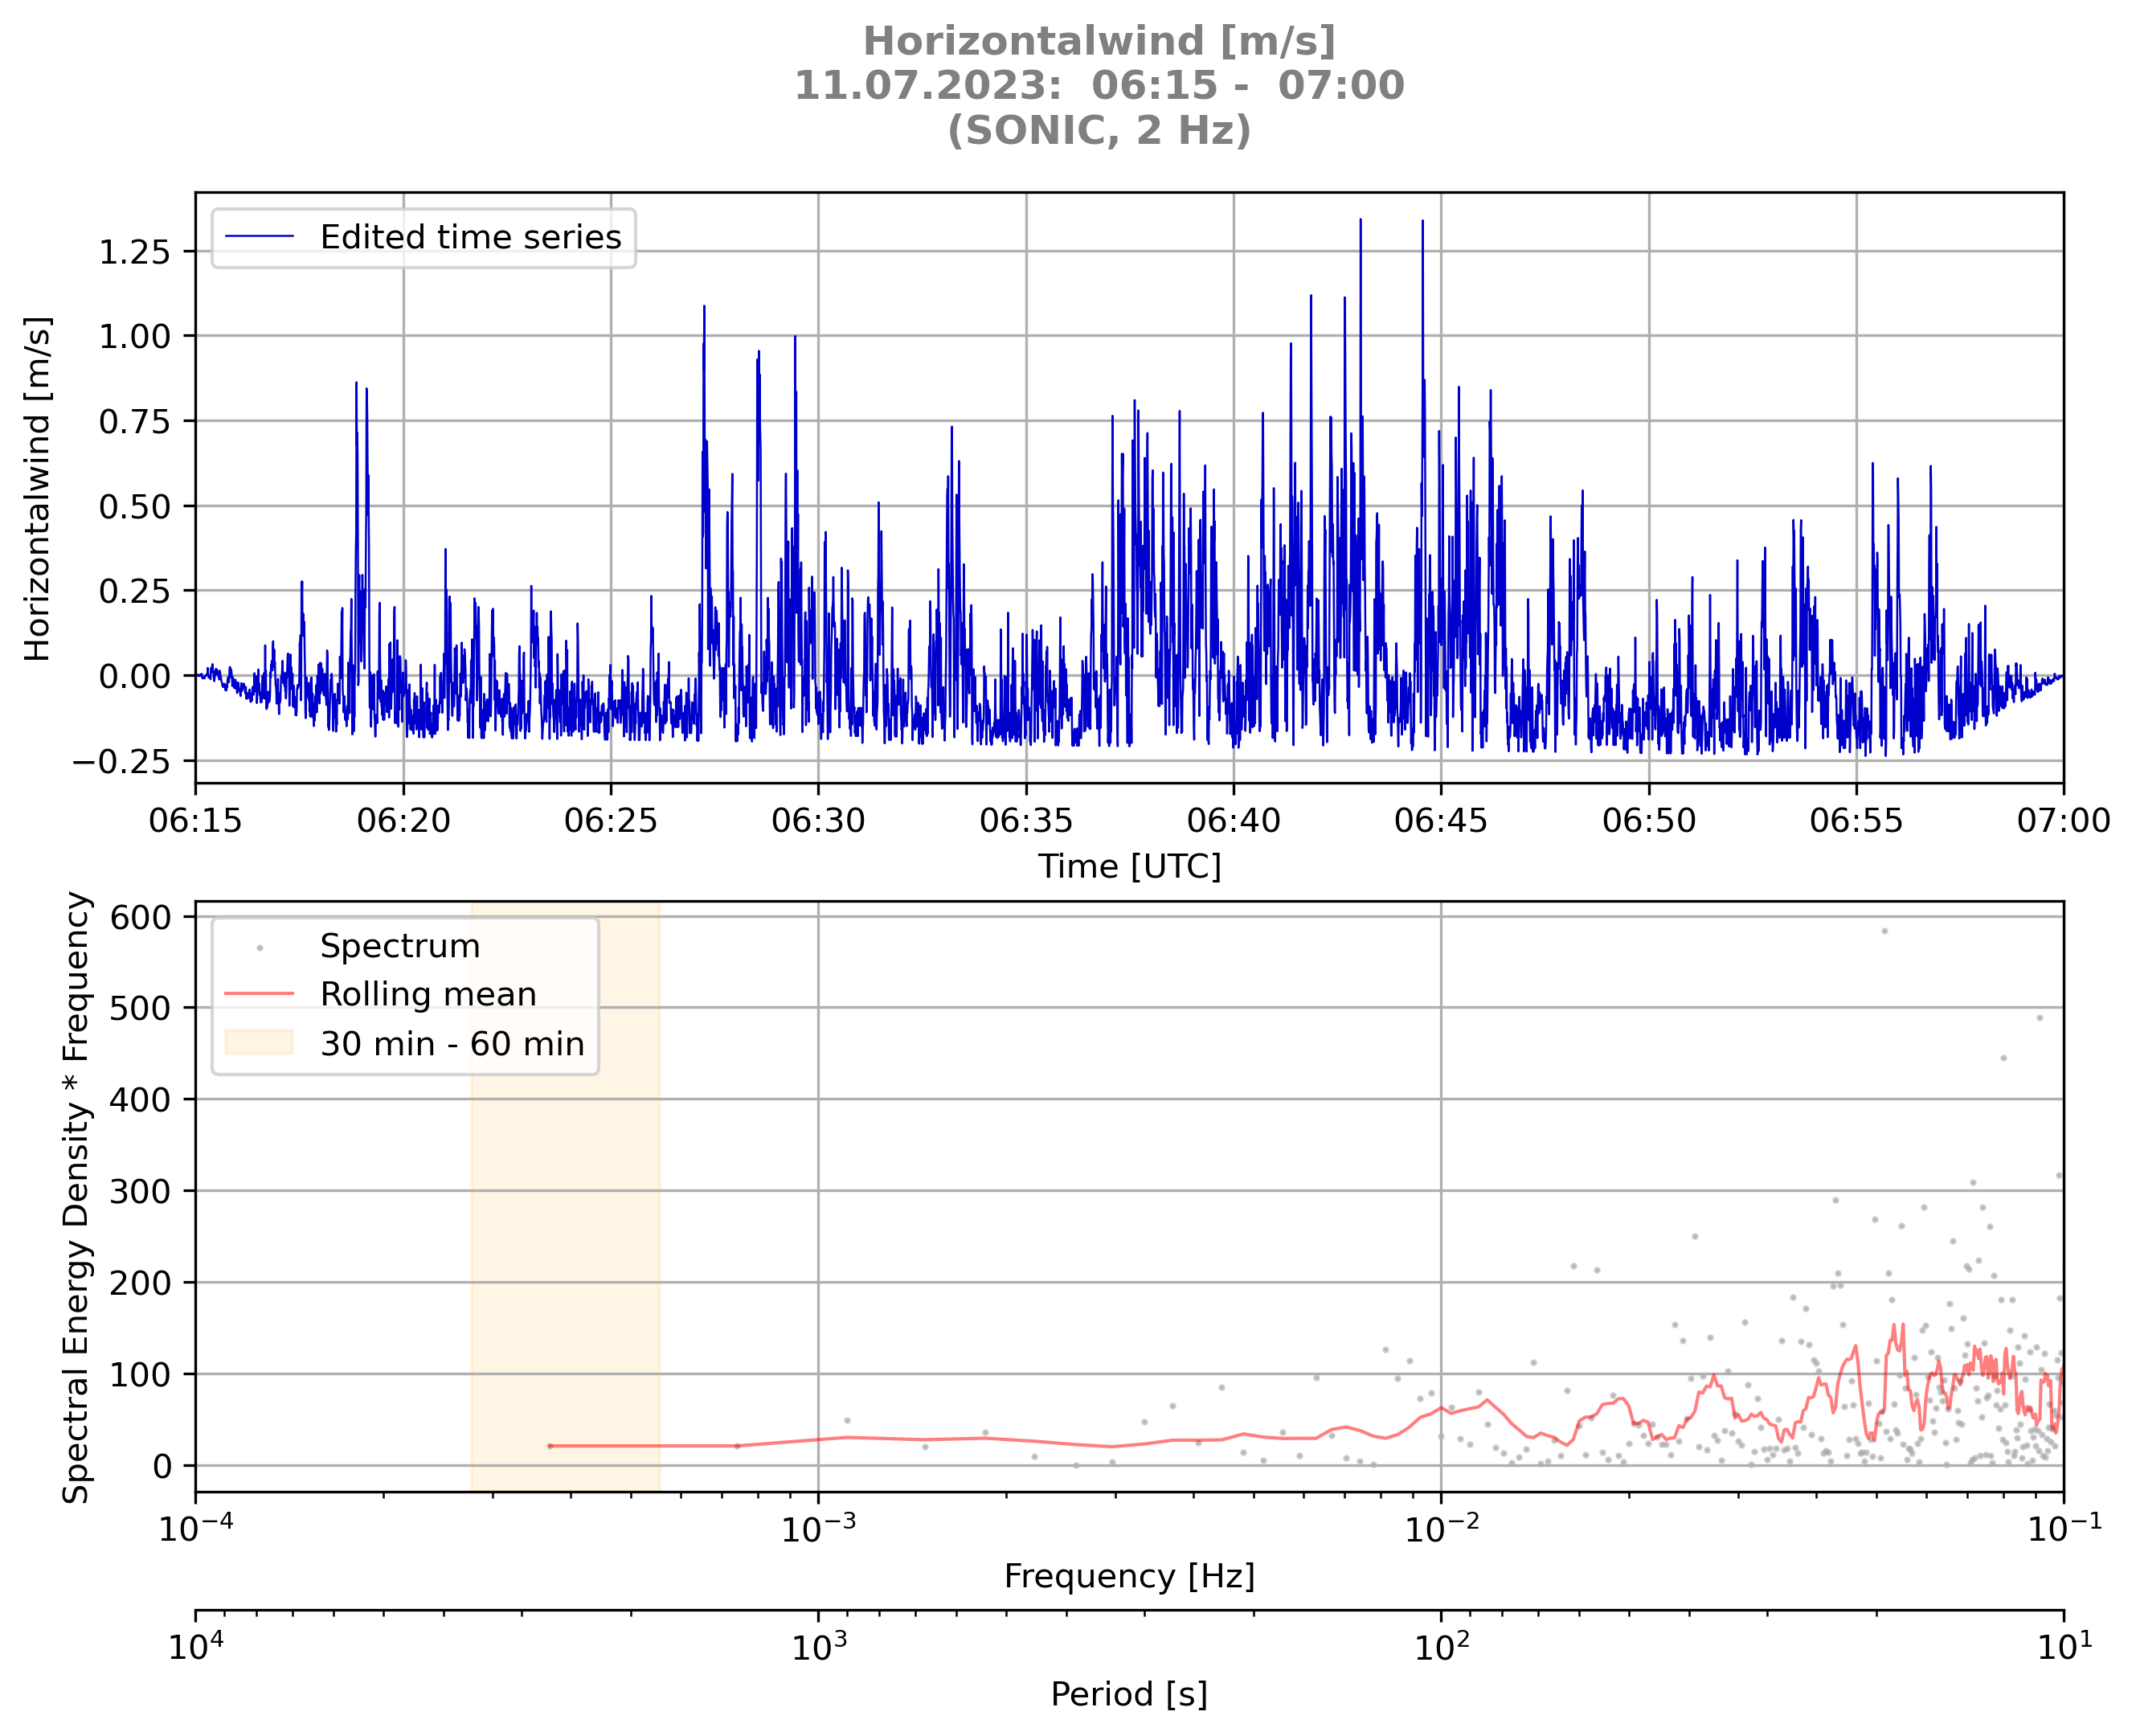 Horizontalwind [m/s]
11.07.2023:  06:15 -  07:00
(SONIC, 2 Hz)
Edited time series
Horizontalwind [m/s]
1.25
1.00
0.75
0.50
0.25
0.00
−0.25
06:15 06:20 06:25 06:30 06:35 06:40 06:45 06:50 06:55 07:00
Time [UTC]
Spectrum
Rolling mean
30 min - 60 min
Spectral Energy Density * Frequency
600
500
400
300
200
100
0
10⁻⁴ 10⁻³ 10⁻² 10⁻¹
Frequency [Hz]
10⁴ 10³ 10² 10¹
Period [s]